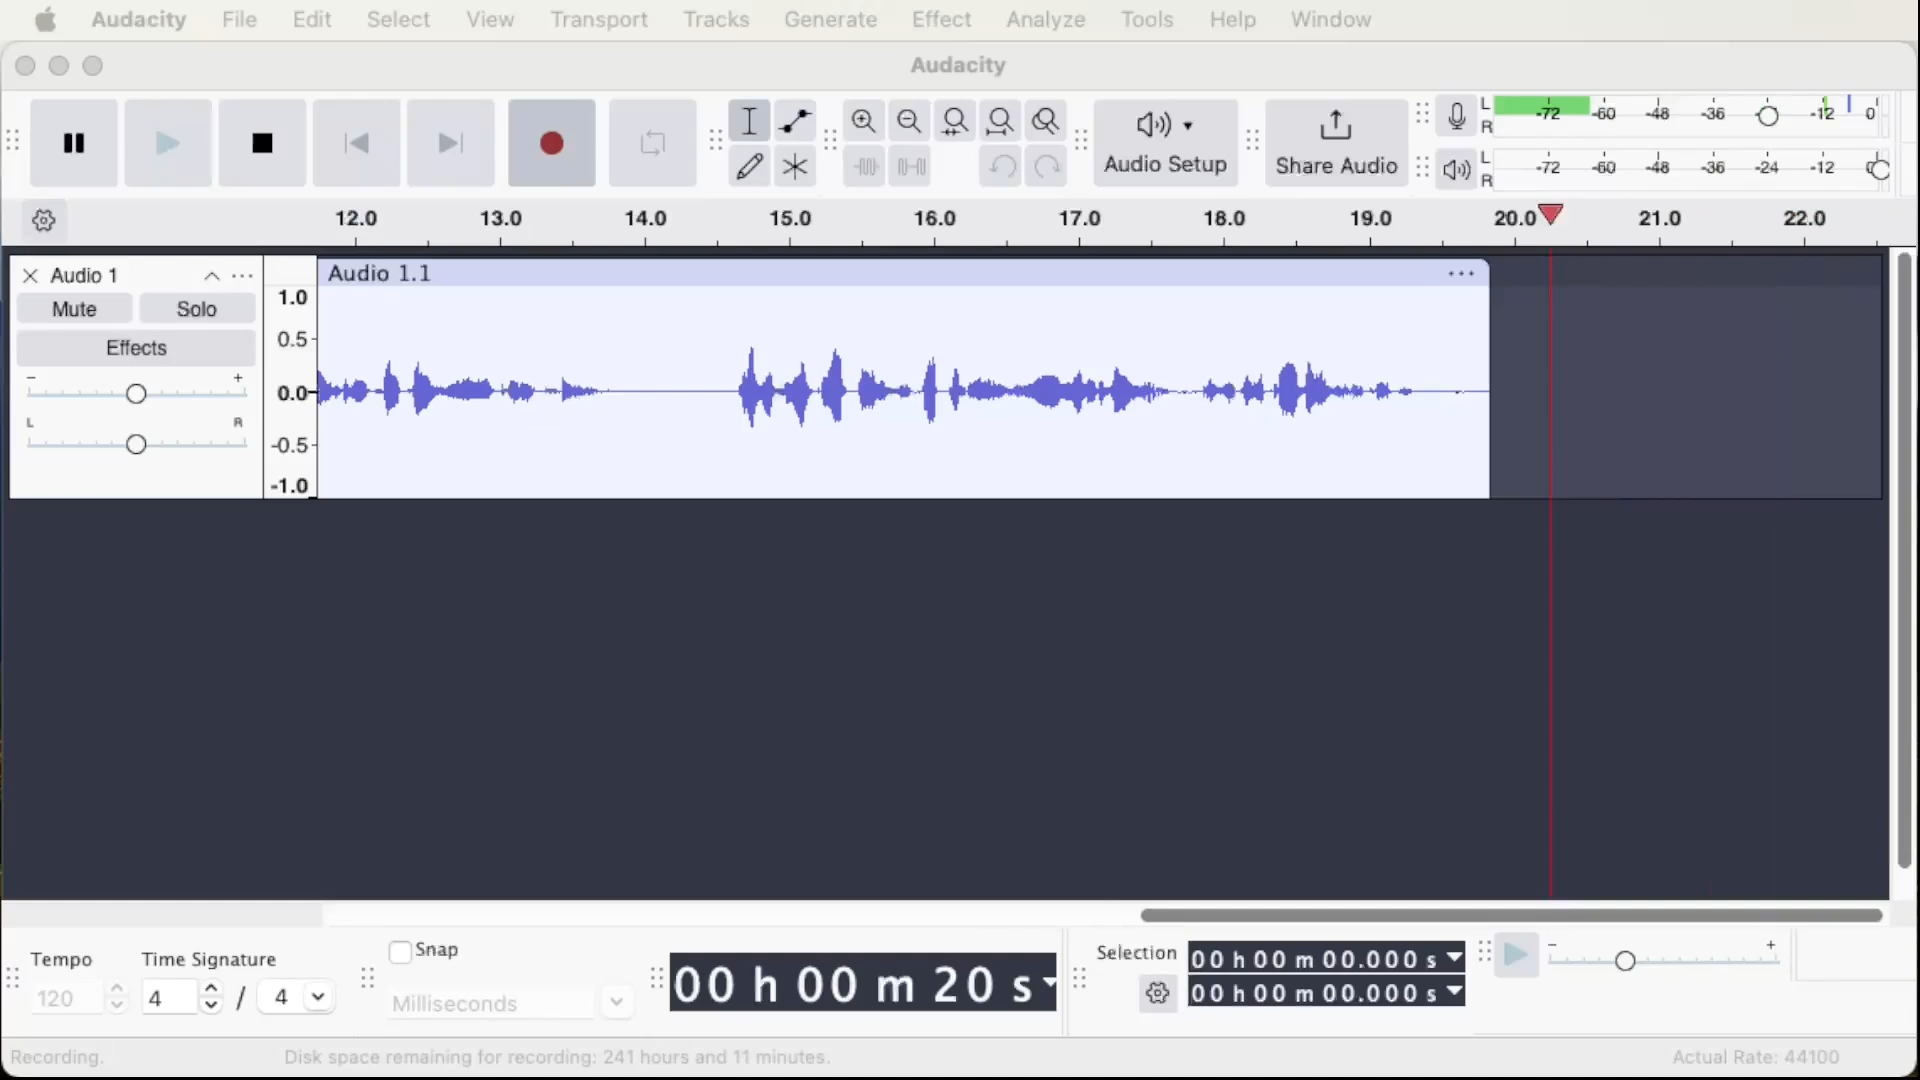 Audacity File Edit Select View Transport Tracks Generate Effect Analyze Tools Help Window
Audacity
Audio Setup
Share Audio
L
R
-72 -60 -48 -36 -12 0
L
R
-72 -60 -48 -36 -24 -12
12.0 13.0 14.0 15.0 16.0 17.0 18.0 19.0 20.0 21.0 22.0
Audio 1
Mute Solo
Effects
- +
L R
1.0
0.5
0.0
-0.5
-1.0
Audio 1.1
Tempo
120
Time Signature
4 / 4
Snap
Milliseconds
00 h 00 m 20 s
Selection
00 h 00 m 00.000 s
00 h 00 m 00.000 s
- +
Recording.
Disk space remaining for recording: 241 hours and 11 minutes.
Actual Rate: 44100